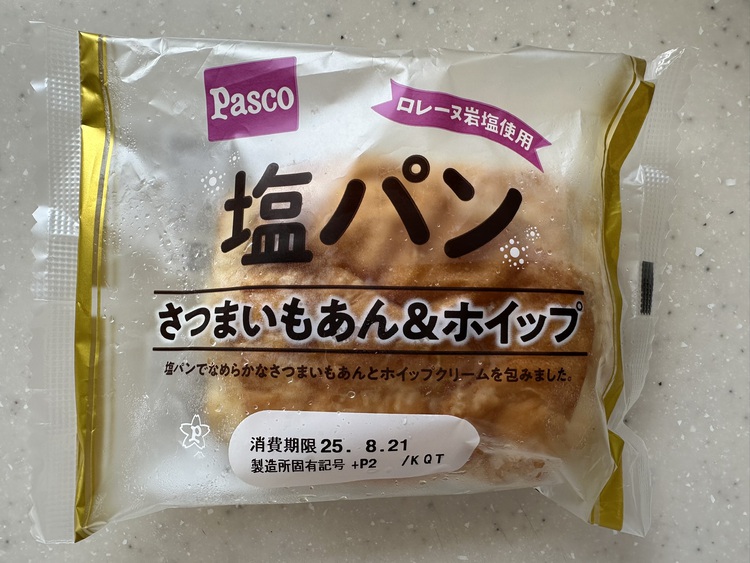 Pasco
ロレーヌ岩塩使用
塩パン
さつまいもあん&ホイップ
塩パンでなめらかなさつまいもあんとホイップクリームを包みました。
P
消費期限 25. 8.21
製造所固有記号 +P2 /KQT